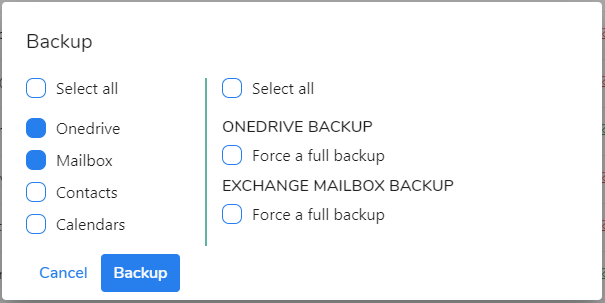 Backup
Select all
Onedrive
Mailbox
Contacts
Calendars
Select all
ONEDRIVE BACKUP
Force a full backup
EXCHANGE MAILBOX BACKUP
Force a full backup
Cancel
Backup